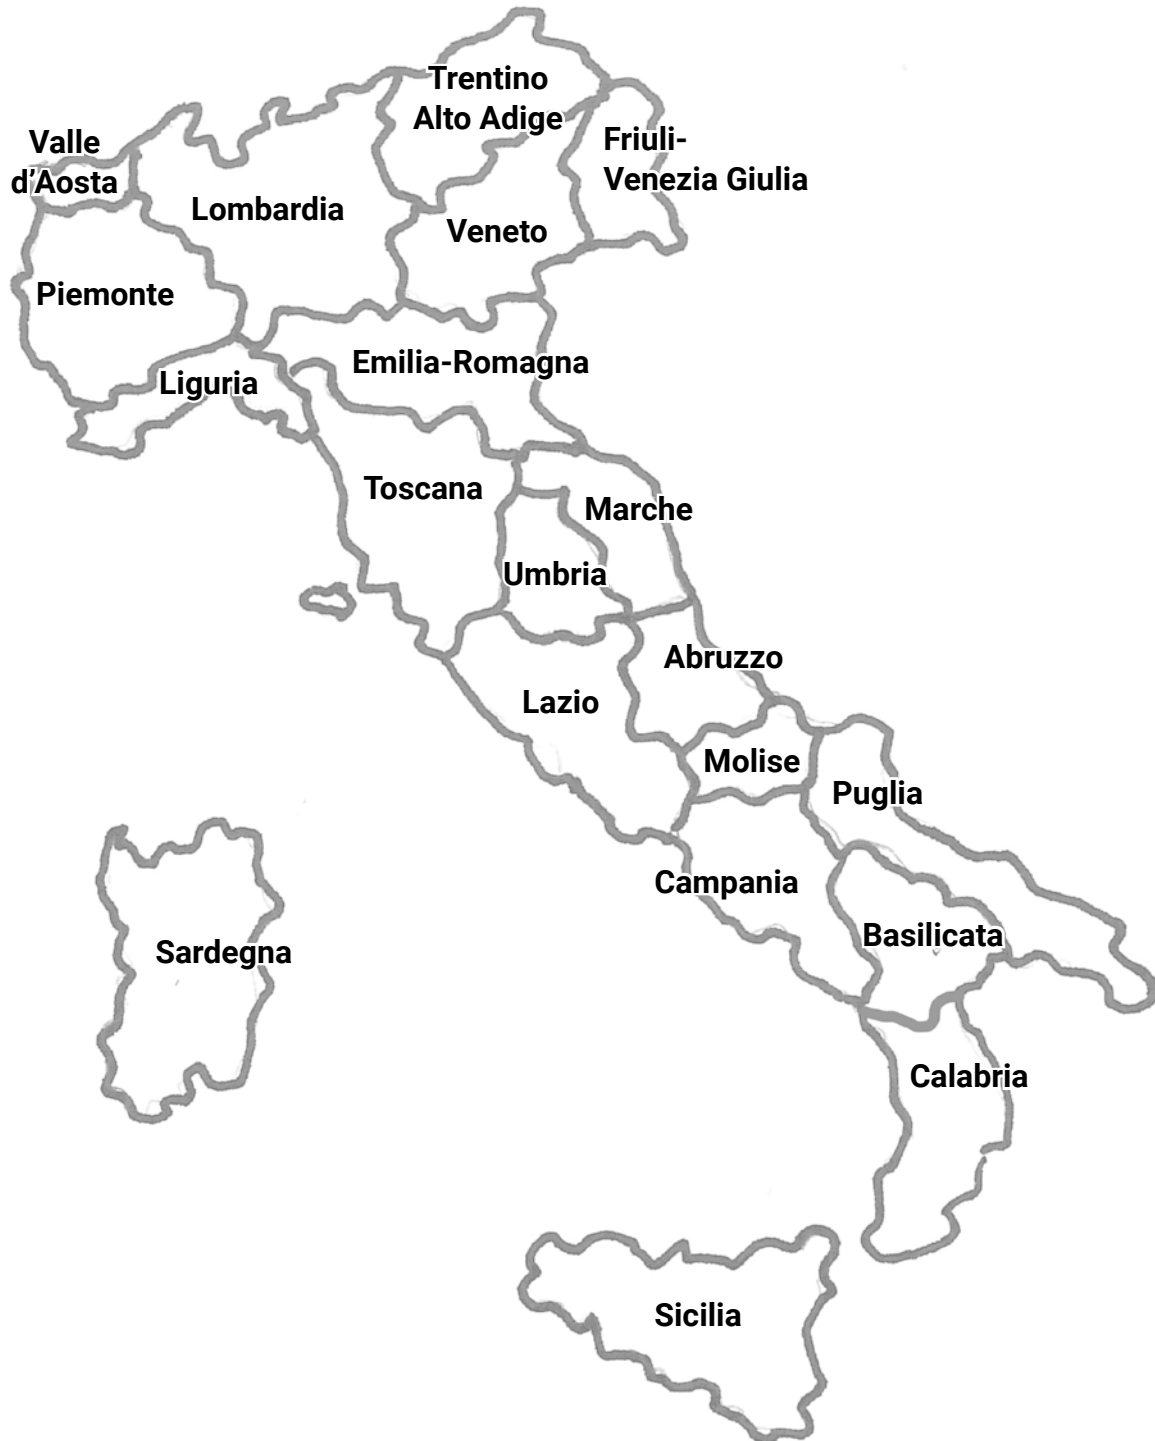 Trentino
Alto Adige
Valle
d'Aosta
Friuli-
Venezia Giulia
Lombardia
Veneto
Piemonte
Emilia-Romagna
Liguria
Toscana
Marche
Umbria
Abruzzo
Lazio
Molise
Puglia
Campania
Basilicata
Sardegna
Calabria
Sicilia